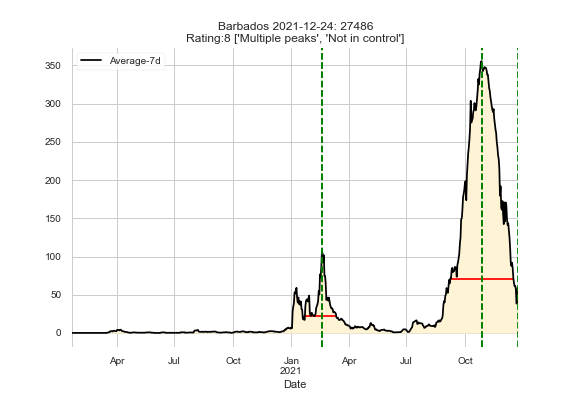 Barbados 2021-12-24: 27486
Rating:8 ['Multiple peaks', 'Not in control']
Average-7d
350
300
250
200
150
100
50
0
Apr
Jul
Oct
Jan
2021
Apr
Jul
Oct
Date